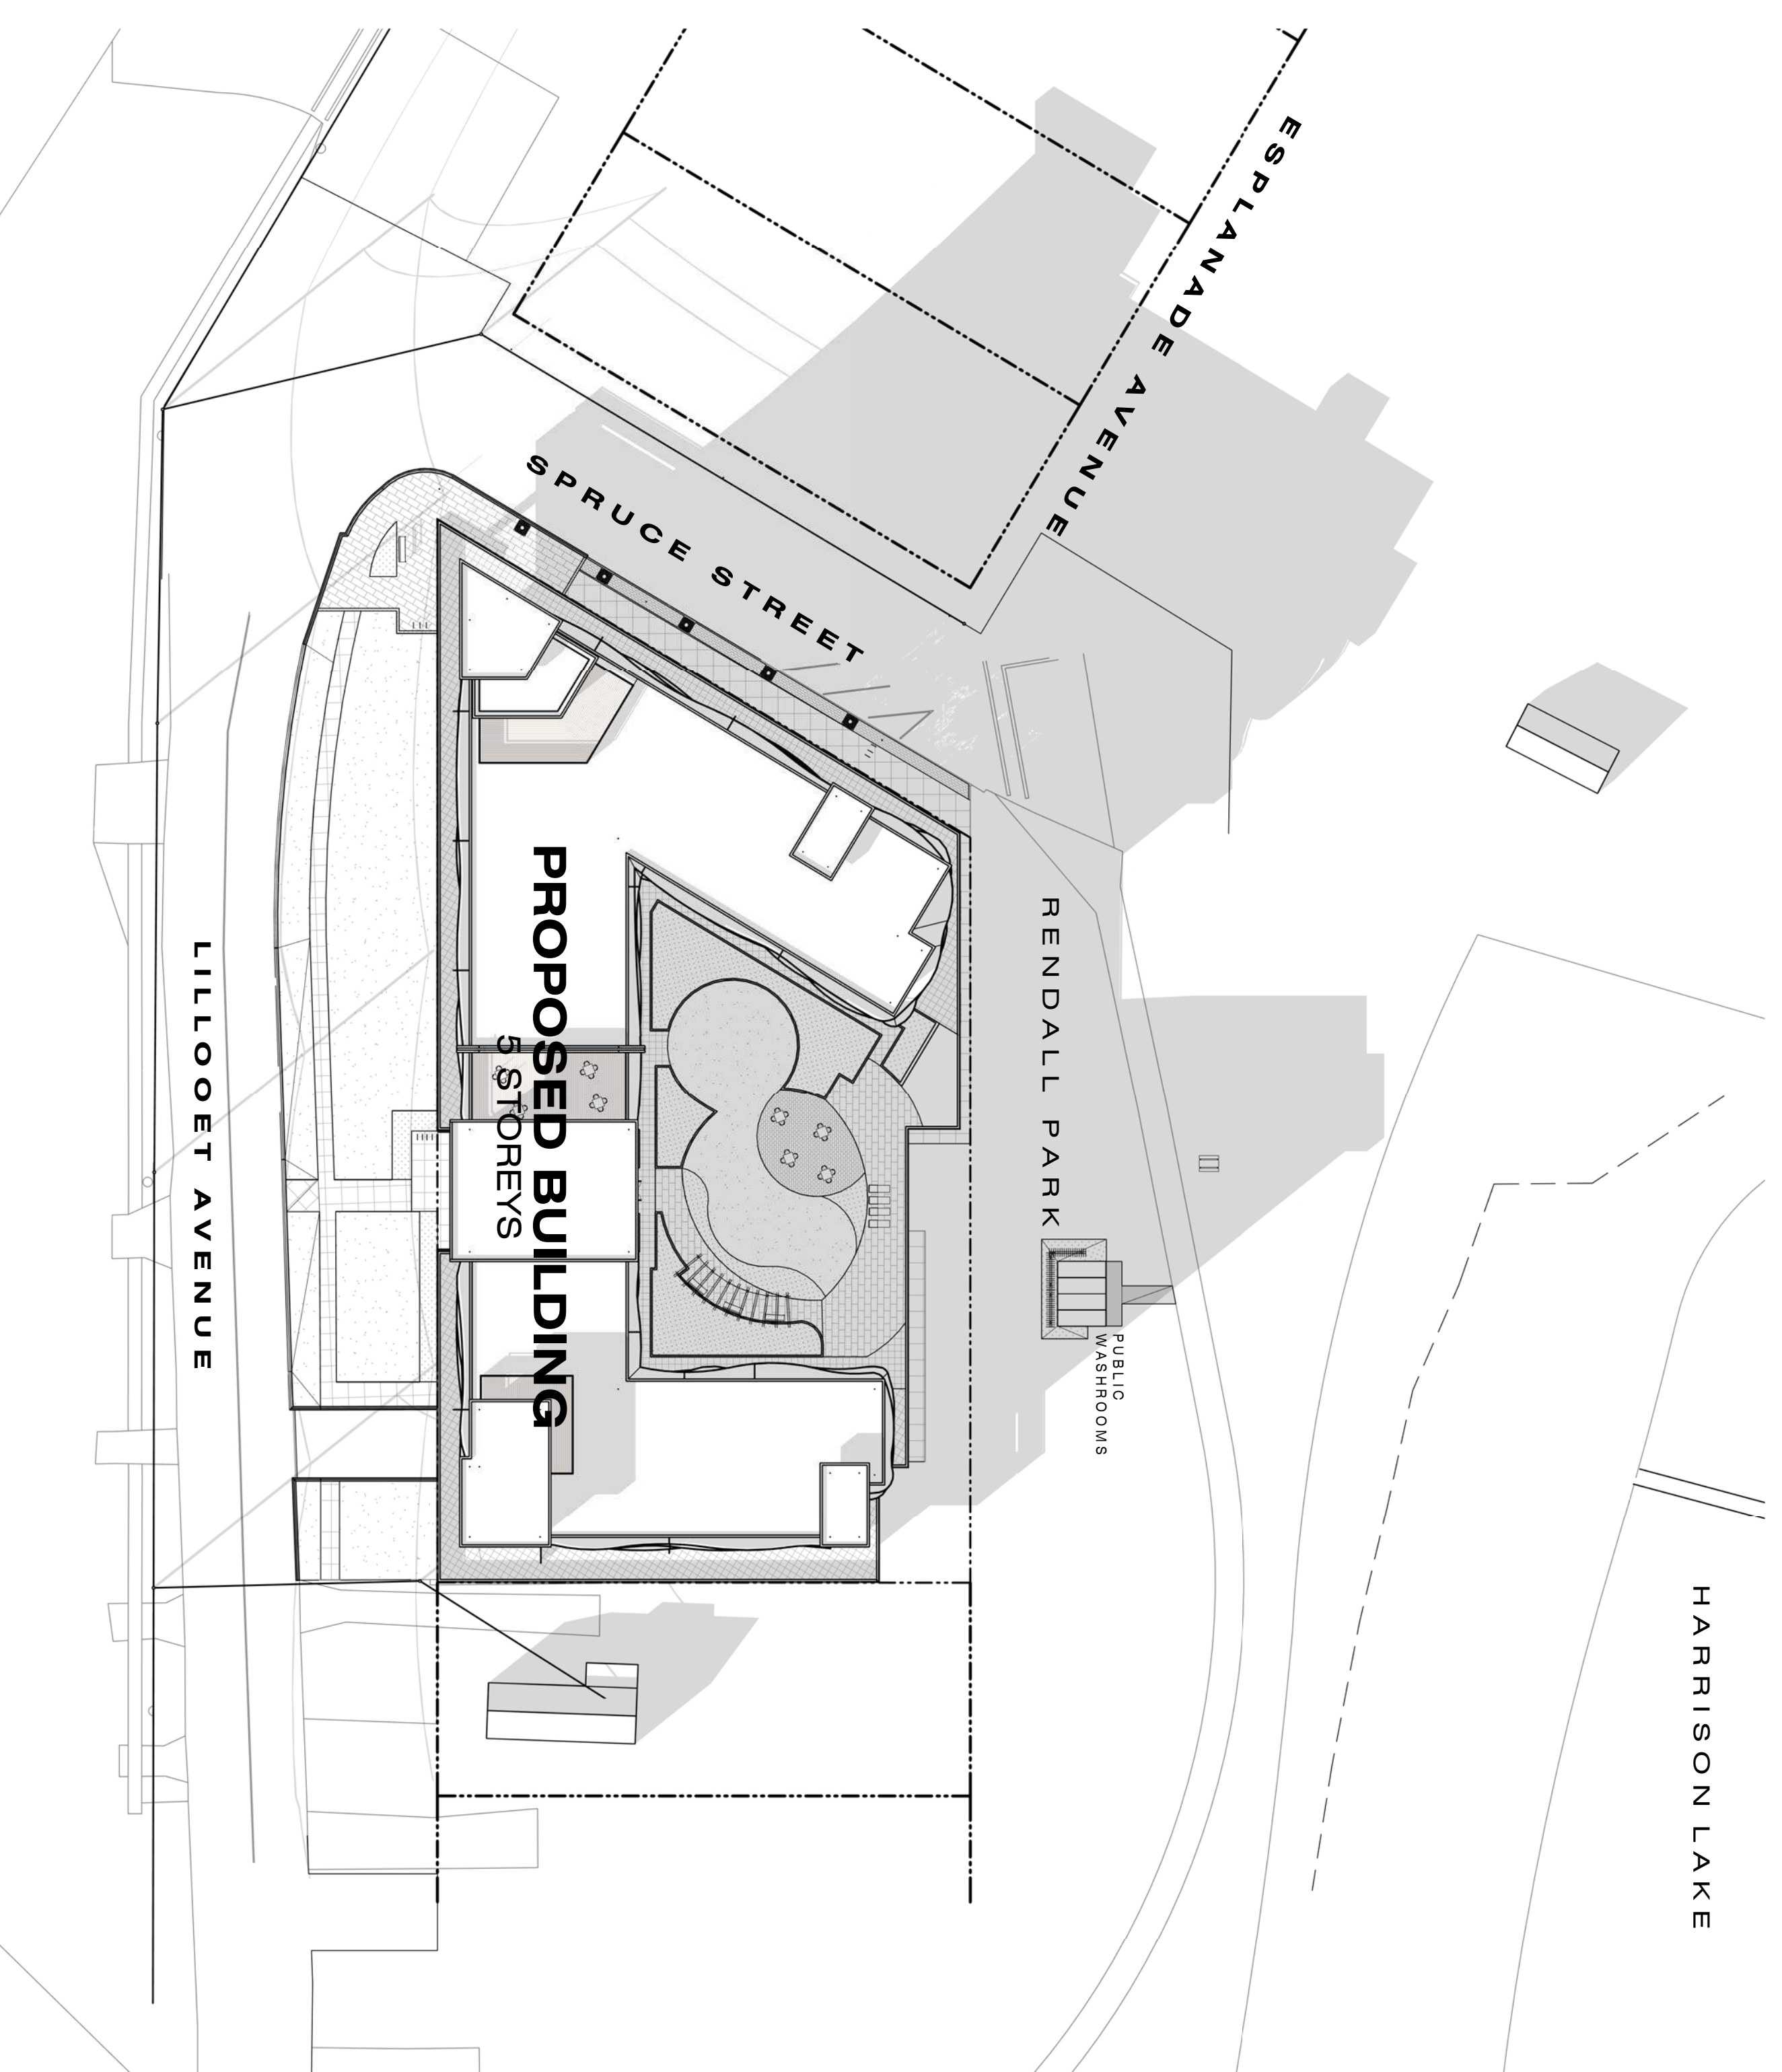 ESPLANADE AVENUE
SPRUCE STREET
RENDALL PARK
PROPOSED BUILDING
5 STOREYS
LILLOOET AVENUE
PUBLIC
WASHROOMS
HARRISON LAKE